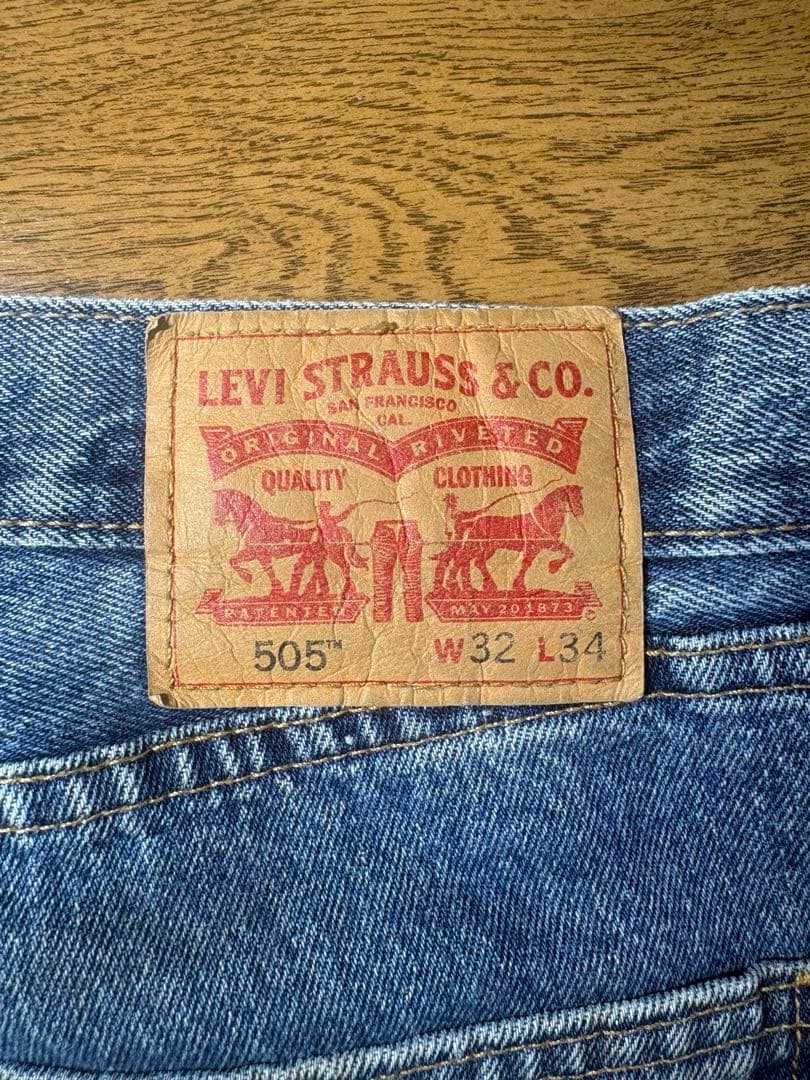 LEVI STRAUSS & CO.
SAN FRANCISCO
CAL.
ORIGINAL RIVETED
QUALITY CLOTHING
PATENTED MAY 20 1873 ©
505™ W32 L34